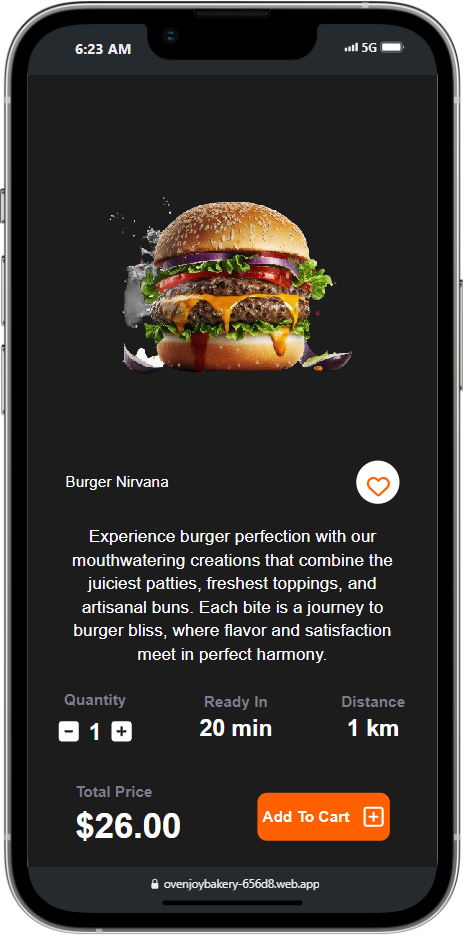 6:23 AM
5G
Burger Nirvana
Experience burger perfection with our
mouthwatering creations that combine the
juiciest patties, freshest toppings, and
artisanal buns. Each bite is a journey to
burger bliss, where flavor and satisfaction
meet in perfect harmony.
Quantity
Ready In
Distance
1
20 min
1 km
Total Price
$26.00
Add To Cart
ovenjoybakery-656d8.web.app